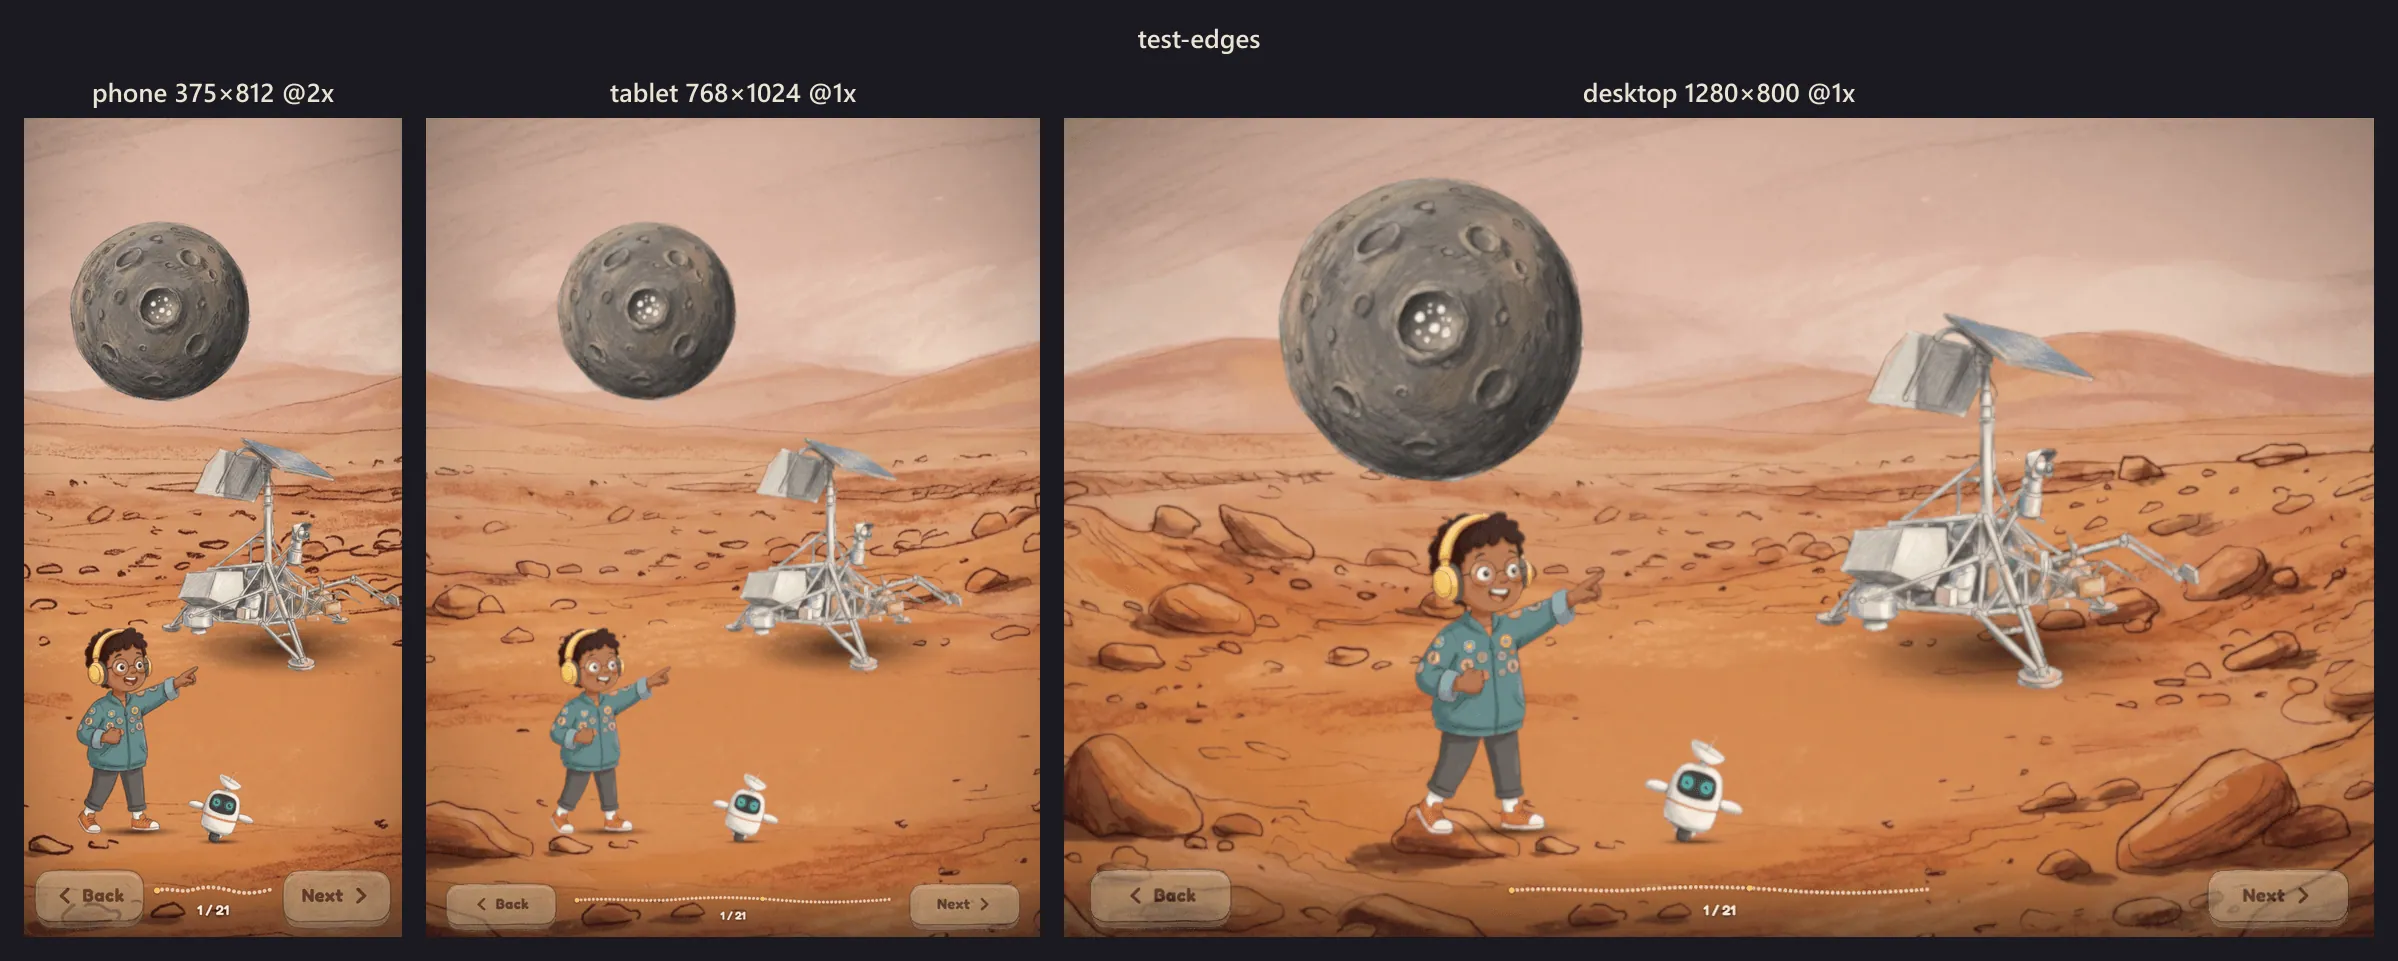 test-edges
phone 375×812 @2x
tablet 768×1024 @1x
desktop 1280×800 @1x
Back
1/21
Next
Back
1/21
Next
Back
1/21
Next